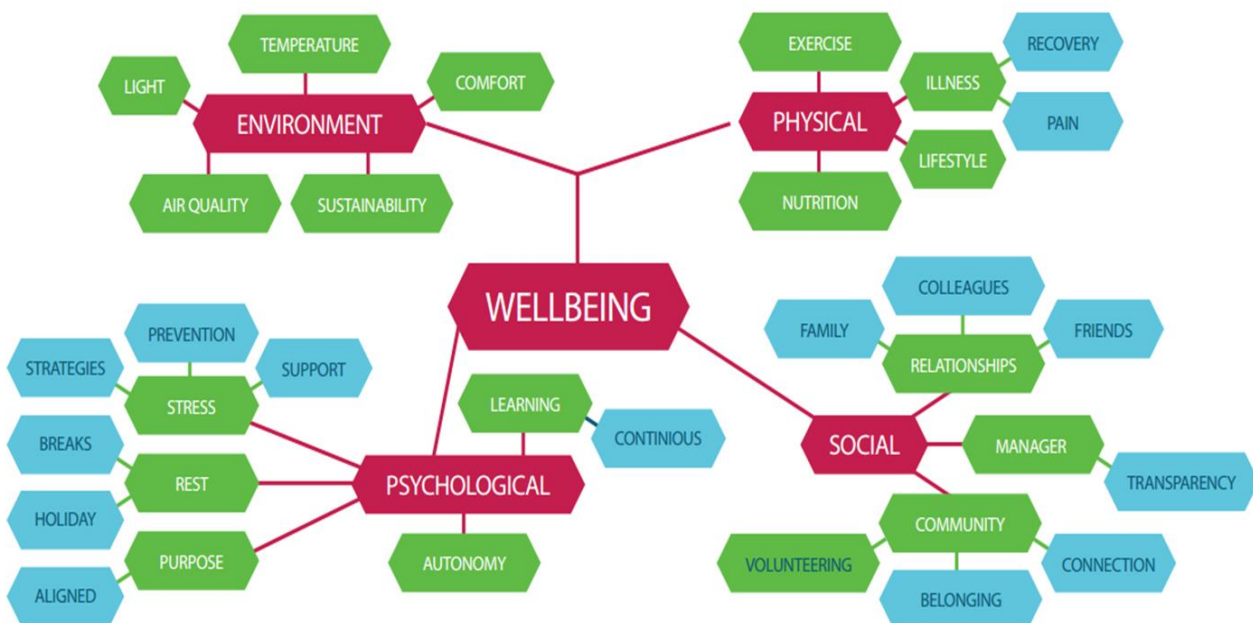 TEMPERATURE
LIGHT
COMFORT
ENVIRONMENT
AIR QUALITY
SUSTAINABILITY
EXERCISE
RECOVERY
ILLNESS
PHYSICAL
PAIN
LIFESTYLE
NUTRITION
WELLBEING
PREVENTION
STRATEGIES
SUPPORT
STRESS
BREAKS
REST
HOLIDAY
PURPOSE
ALIGNED
LEARNING
CONTINIOUS
PSYCHOLOGICAL
AUTONOMY
COLLEAGUES
FAMILY
FRIENDS
RELATIONSHIPS
SOCIAL
MANAGER
TRANSPARENCY
COMMUNITY
VOLUNTEERING
CONNECTION
BELONGING